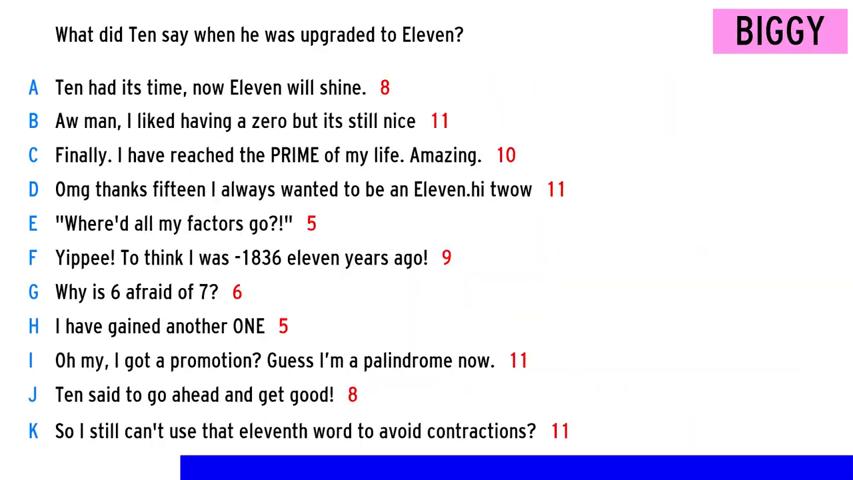 What did Ten say when he was upgraded to Eleven?
BIGGY
A Ten had its time, now Eleven will shine. 8
B Aw man, I liked having a zero but its still nice 11
C Finally. I have reached the PRIME of my life. Amazing. 10
D Omg thanks fifteen I always wanted to be an Eleven.hi twow 11
E "Where'd all my factors go?!" 5
F Yippee! To think I was -1836 eleven years ago! 9
G Why is 6 afraid of 7? 6
H I have gained another ONE 5
I Oh my, I got a promotion? Guess I'm a palindrome now. 11
J Ten said to go ahead and get good! 8
K So I still can't use that eleventh word to avoid contractions? 11